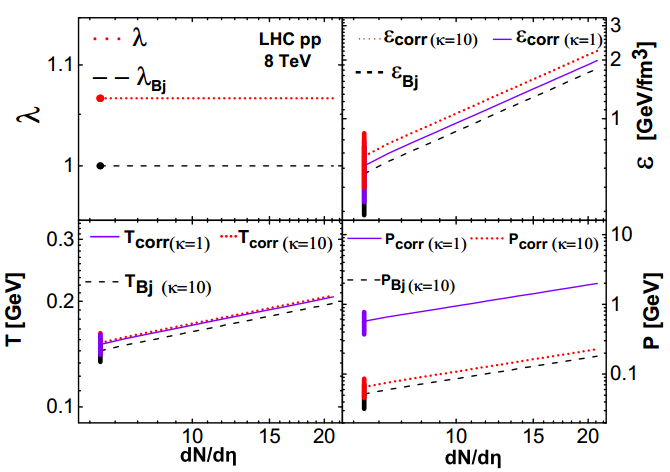 λ
λBj
LHC pp
8 TeV
1.1
1
λ
εcorr (κ=10)
εcorr (κ=1)
εBj
3
2
1
ε [GeV/fm3]
Tcorr(κ=1)
Tcorr (κ=10)
TBj (κ=10)
0.3
0.2
0.1
T [GeV]
10
15
20
dN/dη
Pcorr (κ=1)
Pcorr (κ=10)
PBj(κ=10)
10
1
0.1
P [GeV]
10
15
20
dN/dη